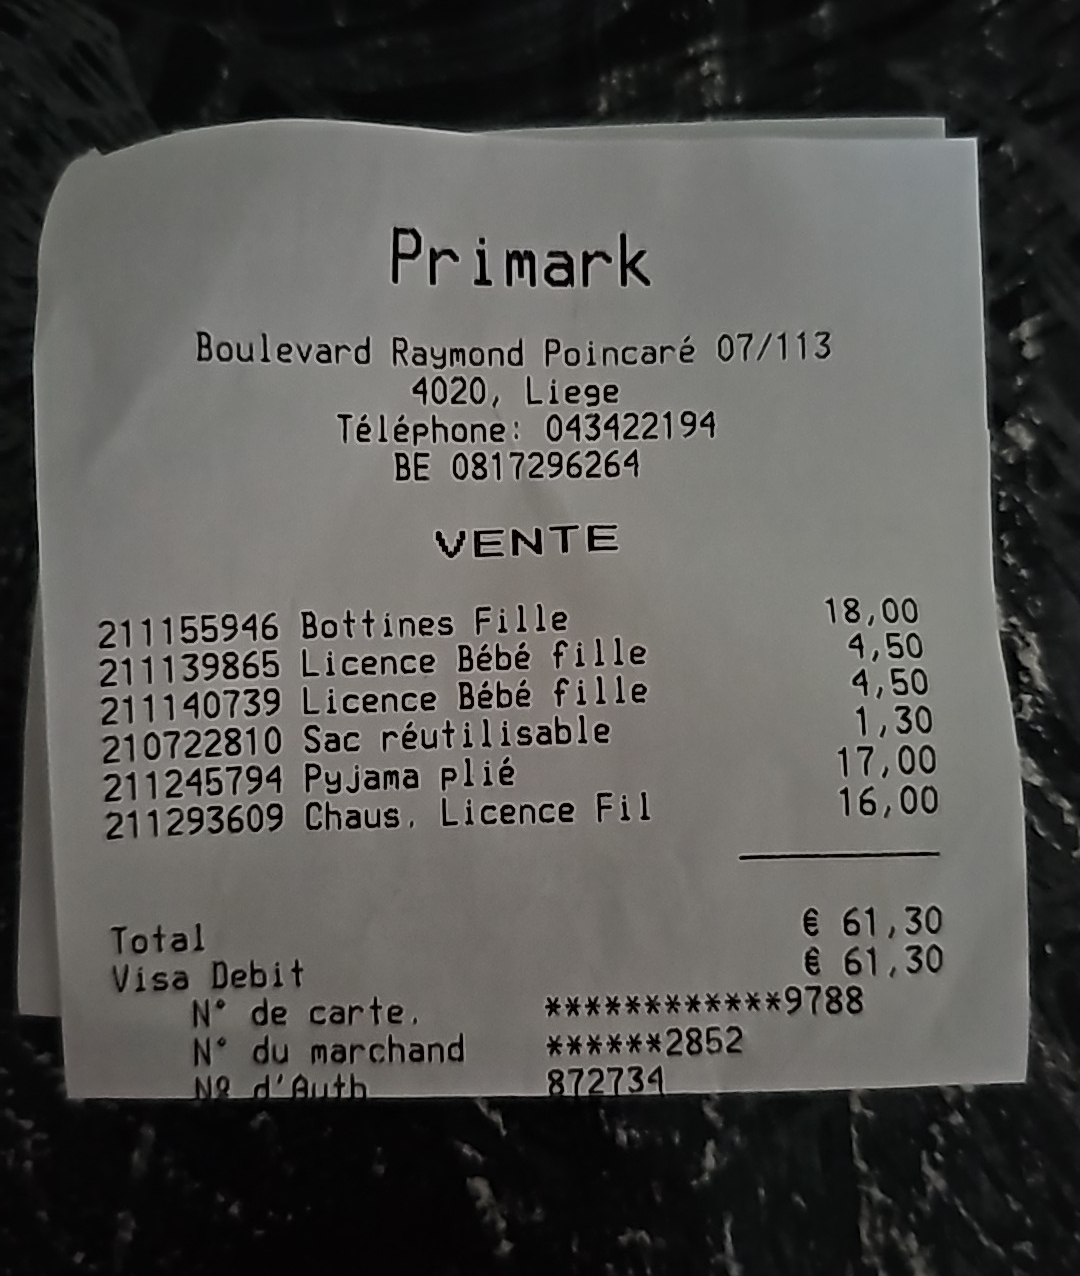 Primark
Boulevard Raymond Poincaré 07/113
4020, Liege
Téléphone: 043422194
BE 0817296264
VENTE
211155946 Bottines Fille 18,00
211139865 Licence Bébé fille 4,50
211140739 Licence Bébé fille 4,50
210722810 Sac réutilisable 1,30
211245794 Pyjama plié 17,00
211293609 Chaus. Licence Fil 16,00
Total € 61,30
Visa Debit € 61,30
N° de carte. ************9788
N° du marchand ******2852
Nº d'Auth 872734